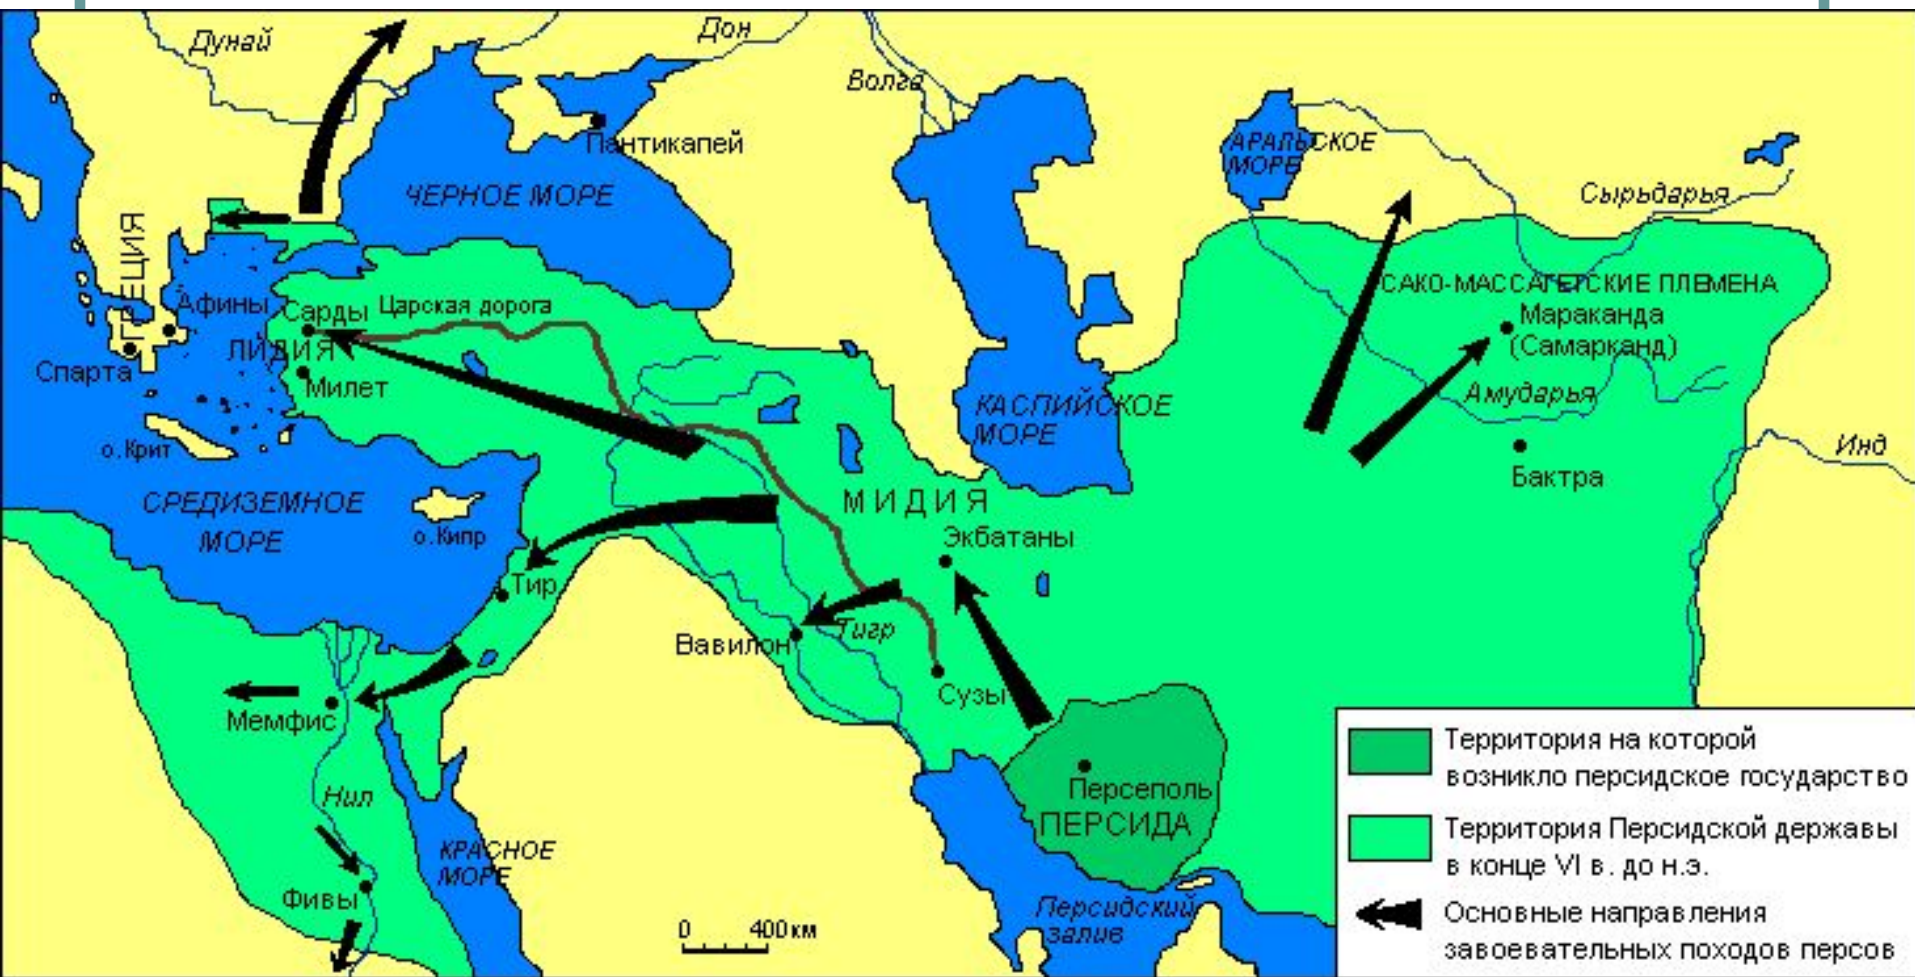 Дунай
Дон
Волга
Пантикапей
АРАЛЬСКОЕ
МОРЕ
Сырьдарья
ЧЕРНОЕ МОРЕ
ГРЕЦИЯ
Афины
Сарды
Царская дорога
САКО-МАССАГЕТСКИЕ ПЛЕМЕНА
Мараканда
(Самарканд)
ЛИДИЯ
Спарта
Милет
Амударья
КАСПИЙСКОЕ
МОРЕ
о.Крит
Инд
Бактра
СРЕДИЗЕМНОЕ
МОРЕ
о.Кипр
МИДИЯ
Экбатаны
Тир
Вавилон
Тигр
Сузы
Мемфис
Нил
Персеполь
ПЕРСИДА
КРАСНОЕ
МОРЕ
Фивы
Персидский
залив
0 400 км
Территория на которой
возникло персидское государство
Территория Персидской державы
в конце VI в. до н.э.
Основные направления
завоевательных походов персов